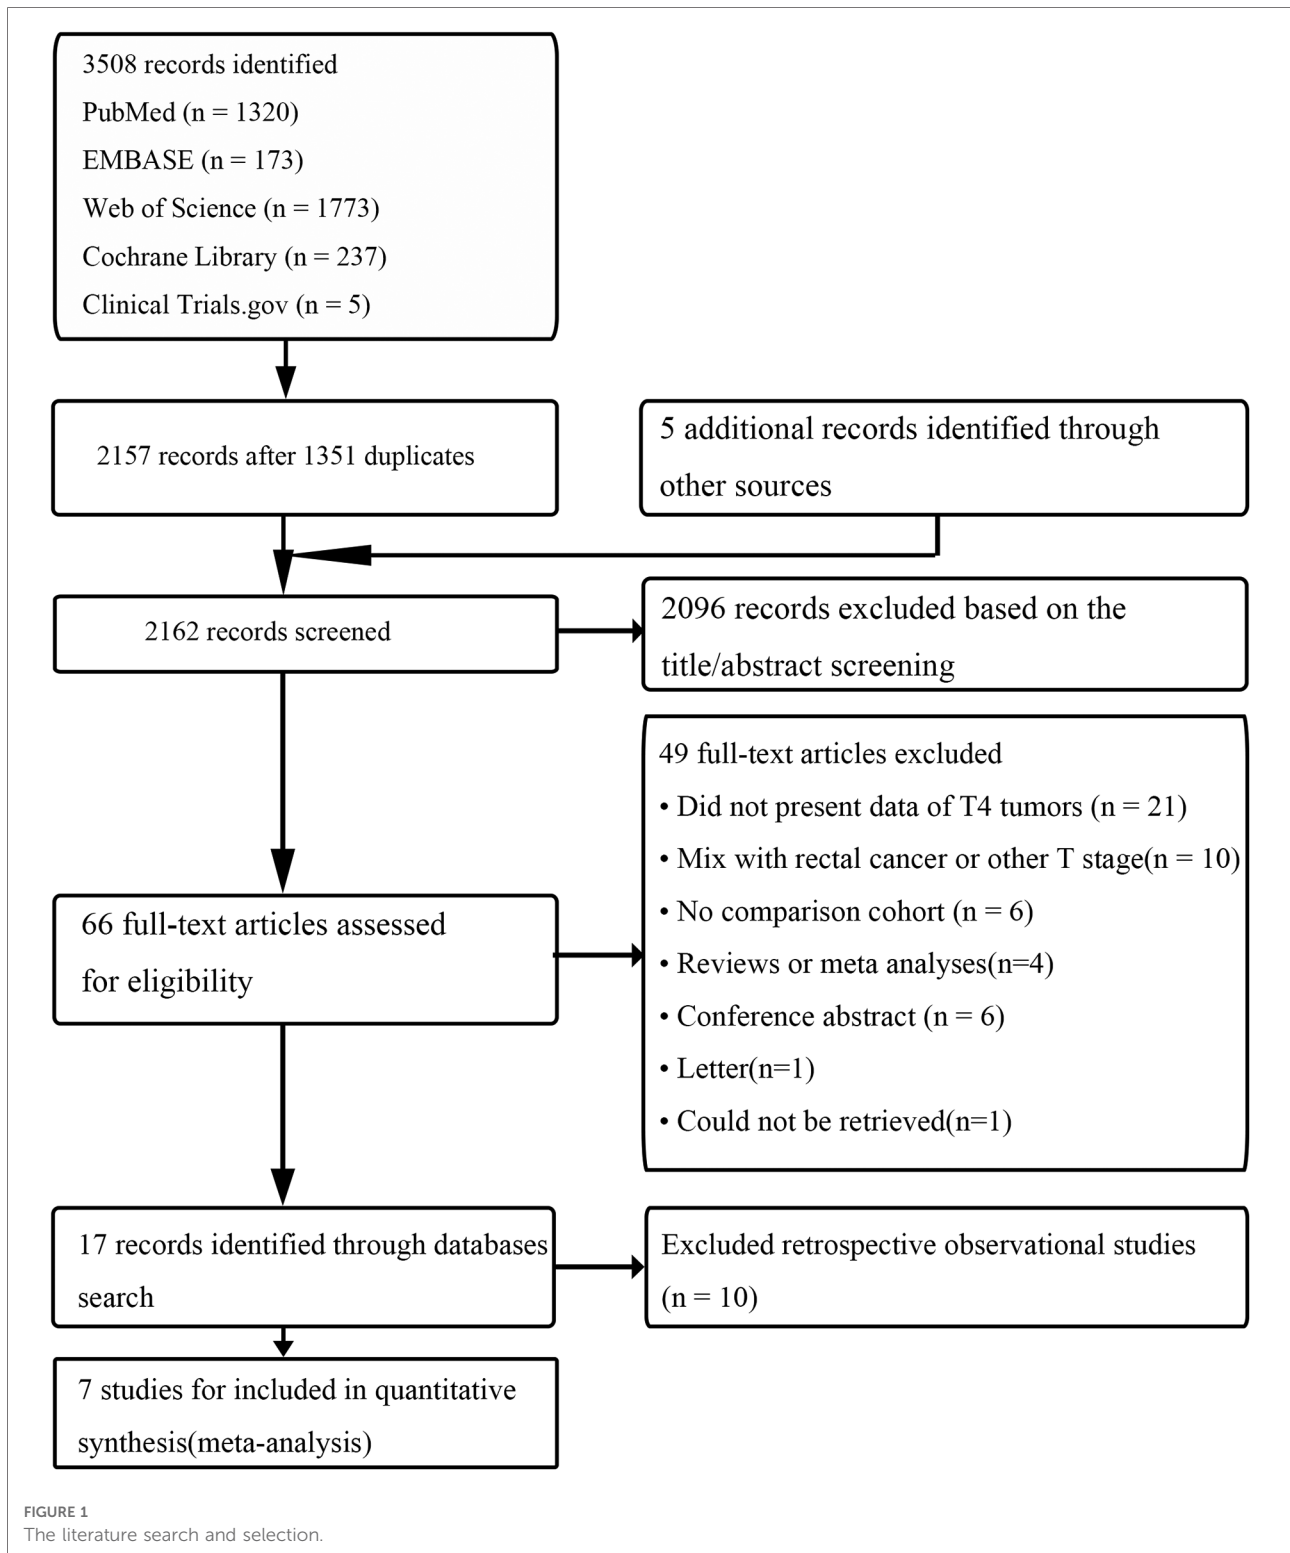 3508 records identified
PubMed (n = 1320)
EMBASE (n = 173)
Web of Science (n = 1773)
Cochrane Library (n = 237)
Clinical Trials.gov (n = 5)
2157 records after 1351 duplicates
5 additional records identified through
other sources
2162 records screened
2096 records excluded based on the
title/abstract screening
66 full-text articles assessed
for eligibility
49 full-text articles excluded
• Did not present data of T4 tumors (n = 21)
• Mix with rectal cancer or other T stage(n = 10)
• No comparison cohort (n = 6)
• Reviews or meta analyses(n=4)
• Conference abstract (n = 6)
• Letter(n=1)
• Could not be retrieved(n=1)
17 records identified through databases
search
Excluded retrospective observational studies
(n = 10)
7 studies for included in quantitative
synthesis(meta-analysis)
FIGURE 1
The literature search and selection.